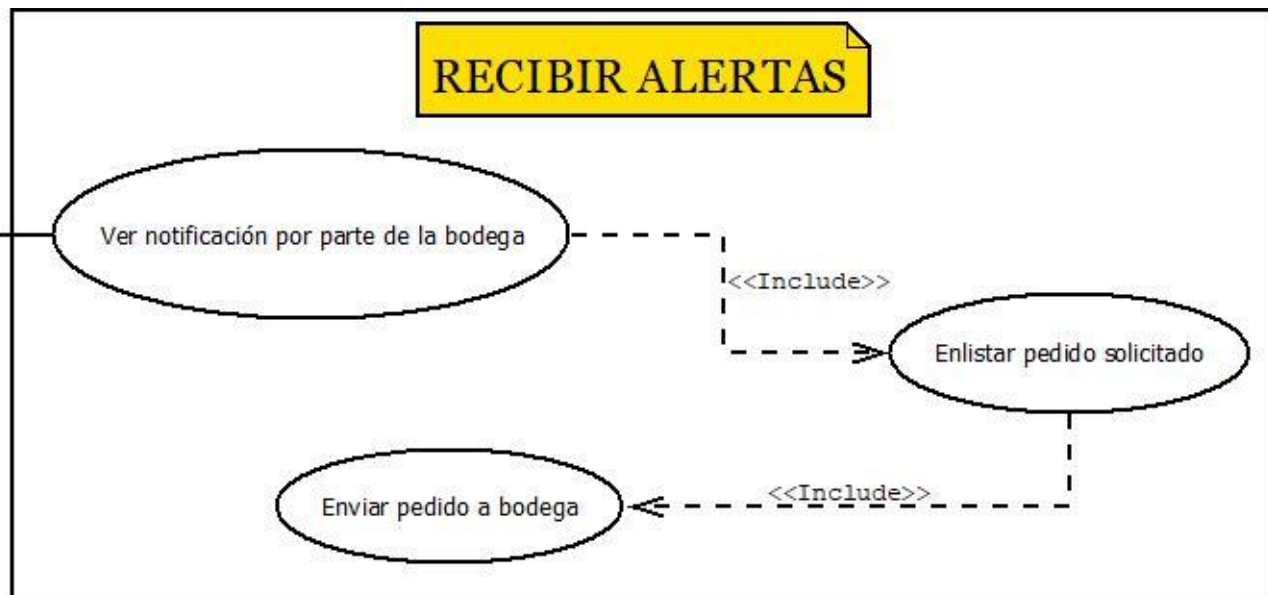 RECIBIR ALERTAS
Ver notificación por parte de la bodega
<<Include>>
Enlistar pedido solicitado
<<Include>>
Enviar pedido a bodega